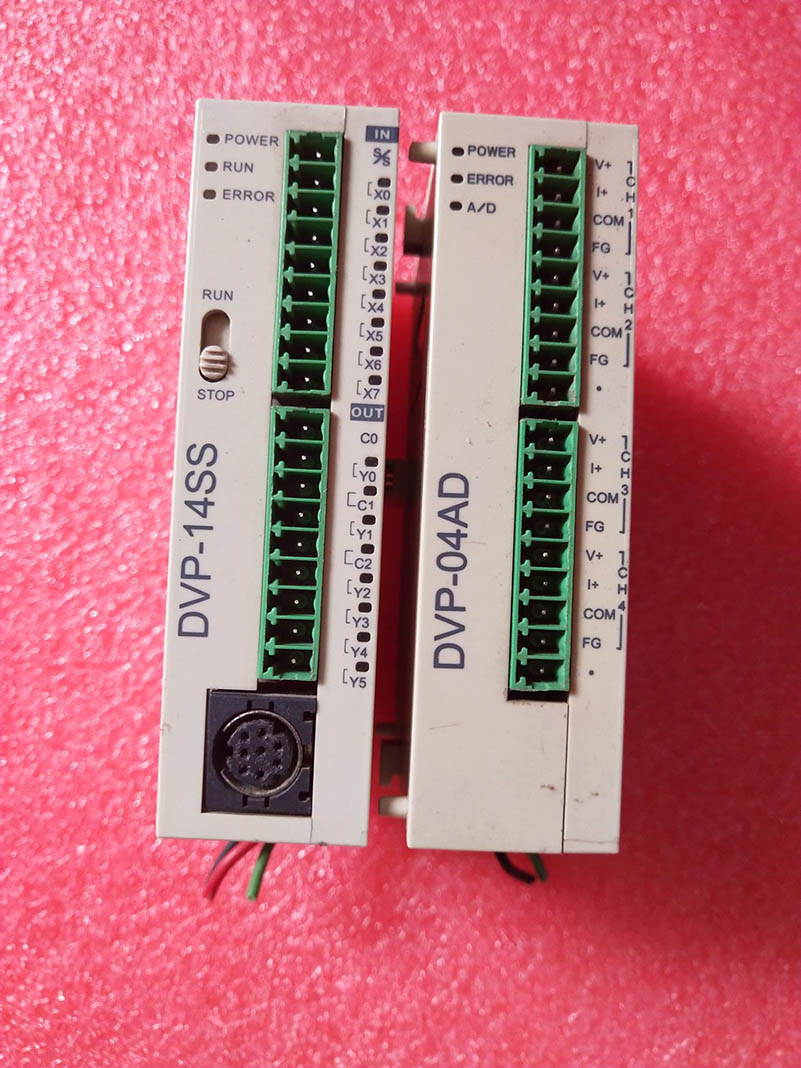 POWER
RUN
ERROR
RUN
STOP
DVP-14SS
IN
S/S
X0
X1
X2
X3
X4
X5
X6
X7
OUT
C0
Y0
C1
Y1
C2
Y2
Y3
Y4
Y5
POWER
ERROR
A/D
DVP-04AD
V+
I+
COM
FG
CH1
V+
I+
COM
FG
CH2
•
V+
I+
COM
FG
CH3
V+
I+
COM
FG
CH4
•